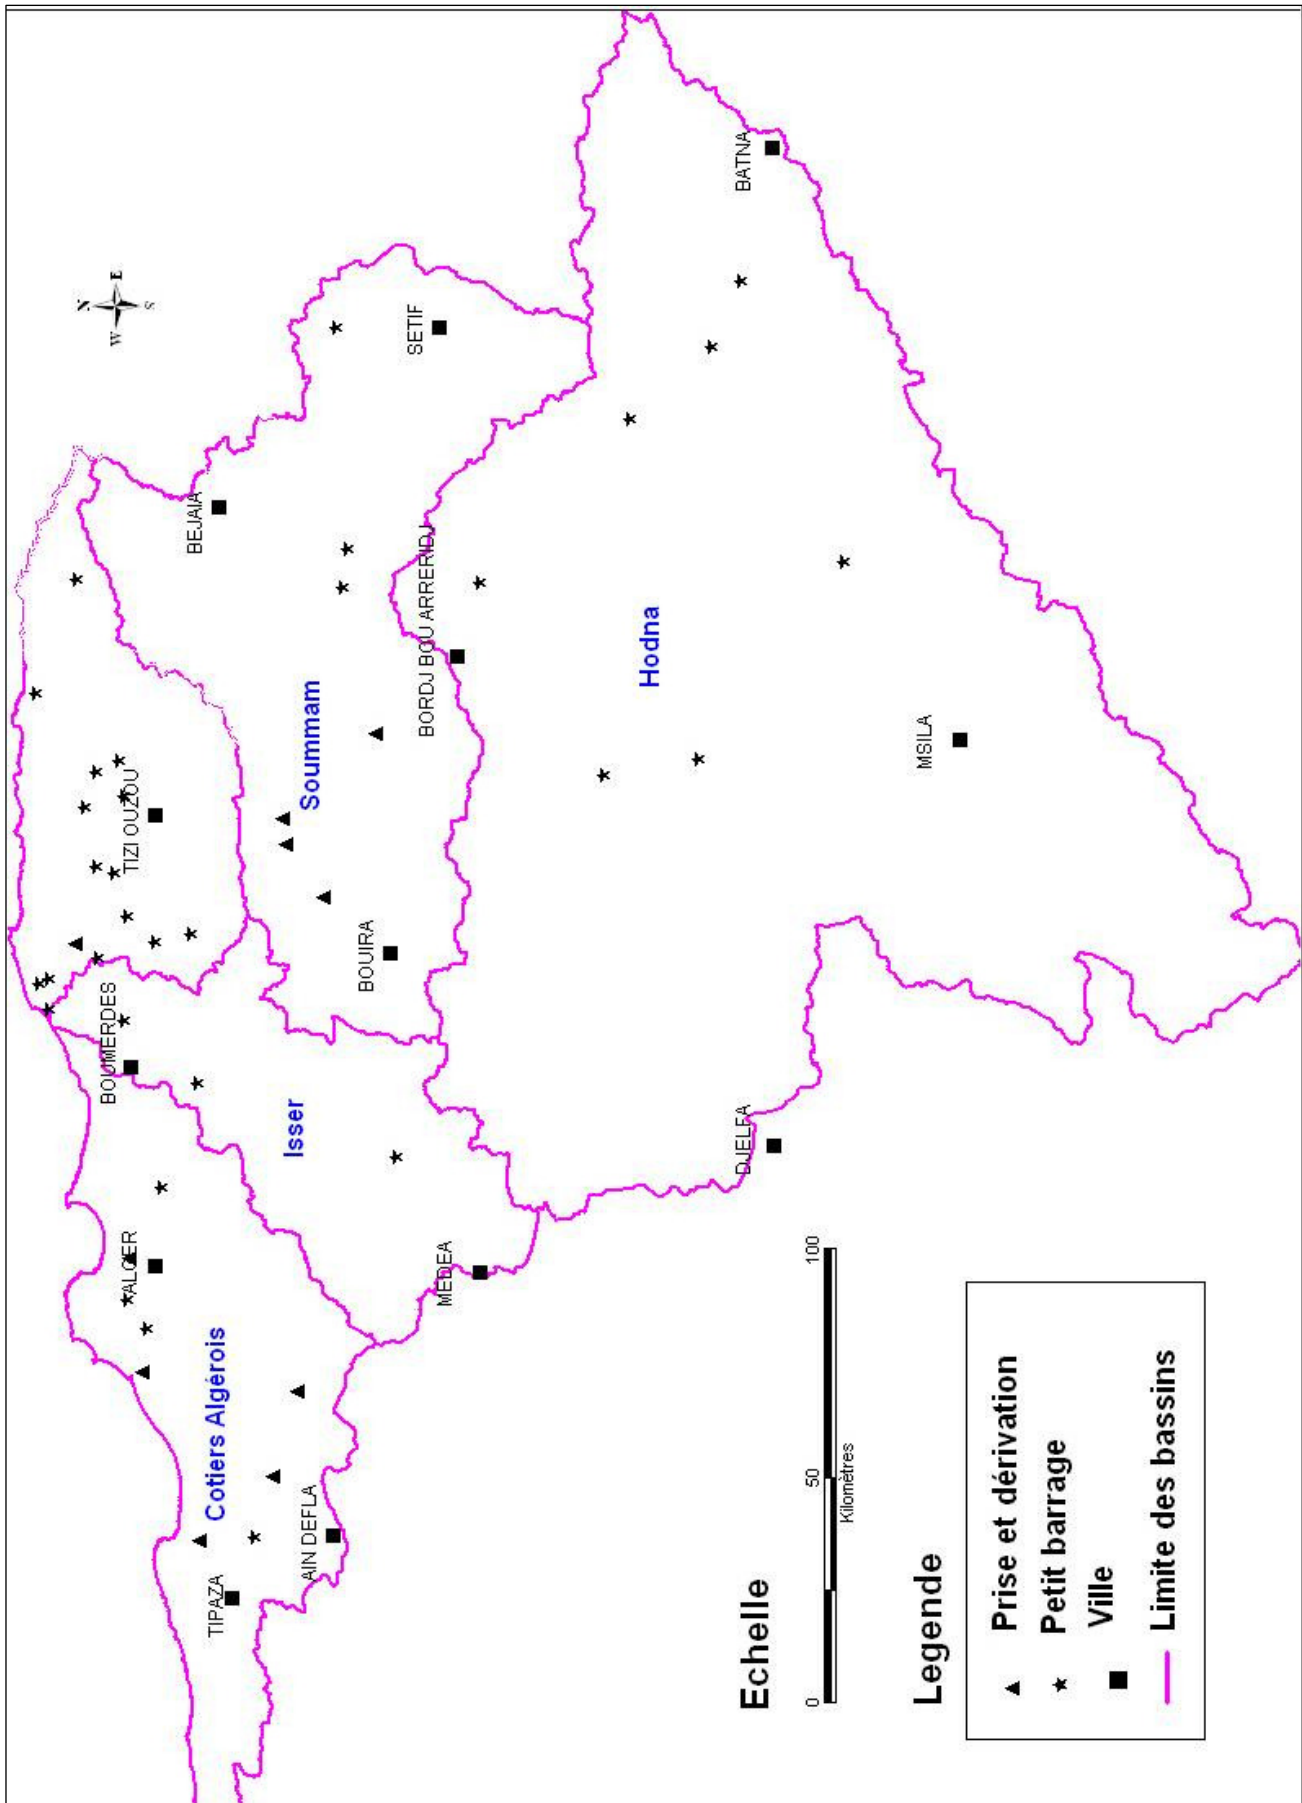 N
W
E
S
ALGER
BOUMERDES
TIZI OUZOU
BEJAIA
TIPAZA
Cotiers Algérois
Isser
Soummam
AIN DEFLA
BOUIRA
SETIF
MEDEA
BORDJ BOU ARRERIDJ
Hodna
DJELFA
BATNA
MSILA
Echelle
0
50
100
Kilomètres
Legende
Prise et dérivation
Petit barrage
Ville
Limite des bassins